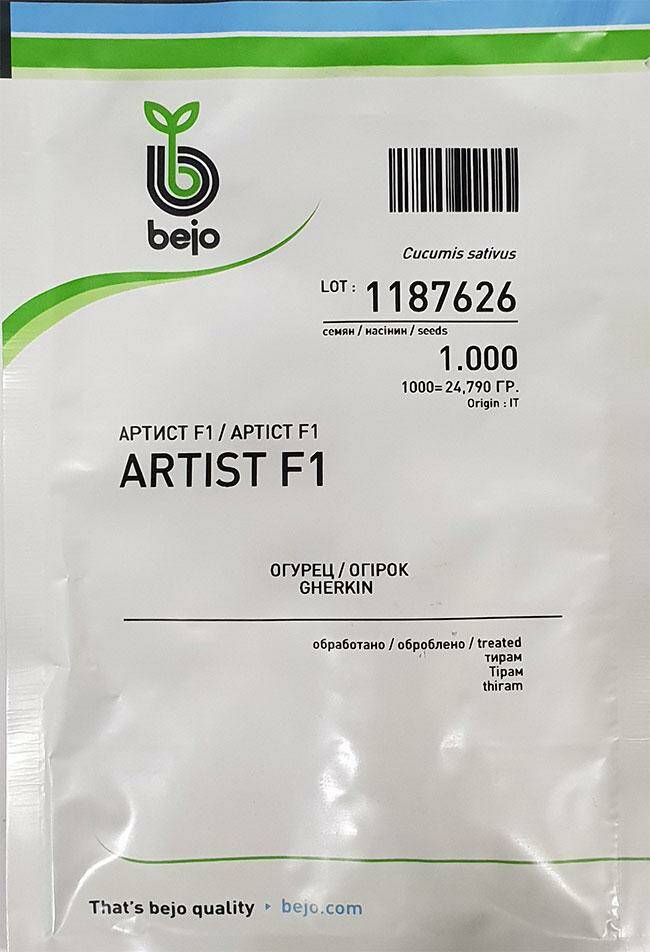 bejo
Cucumis sativus
LOT : 1187626
семян / насінин / seeds
1.000
1000=24,790 ГР.
Origin : IT
АРТИСТ F1 / АРТІСТ F1
ARTIST F1
ОГУРЕЦ / ОГІРОК
GHERKIN
обработано / оброблено / treated
тирам
Тірам
thiram
That's bejo quality ▸ bejo.com